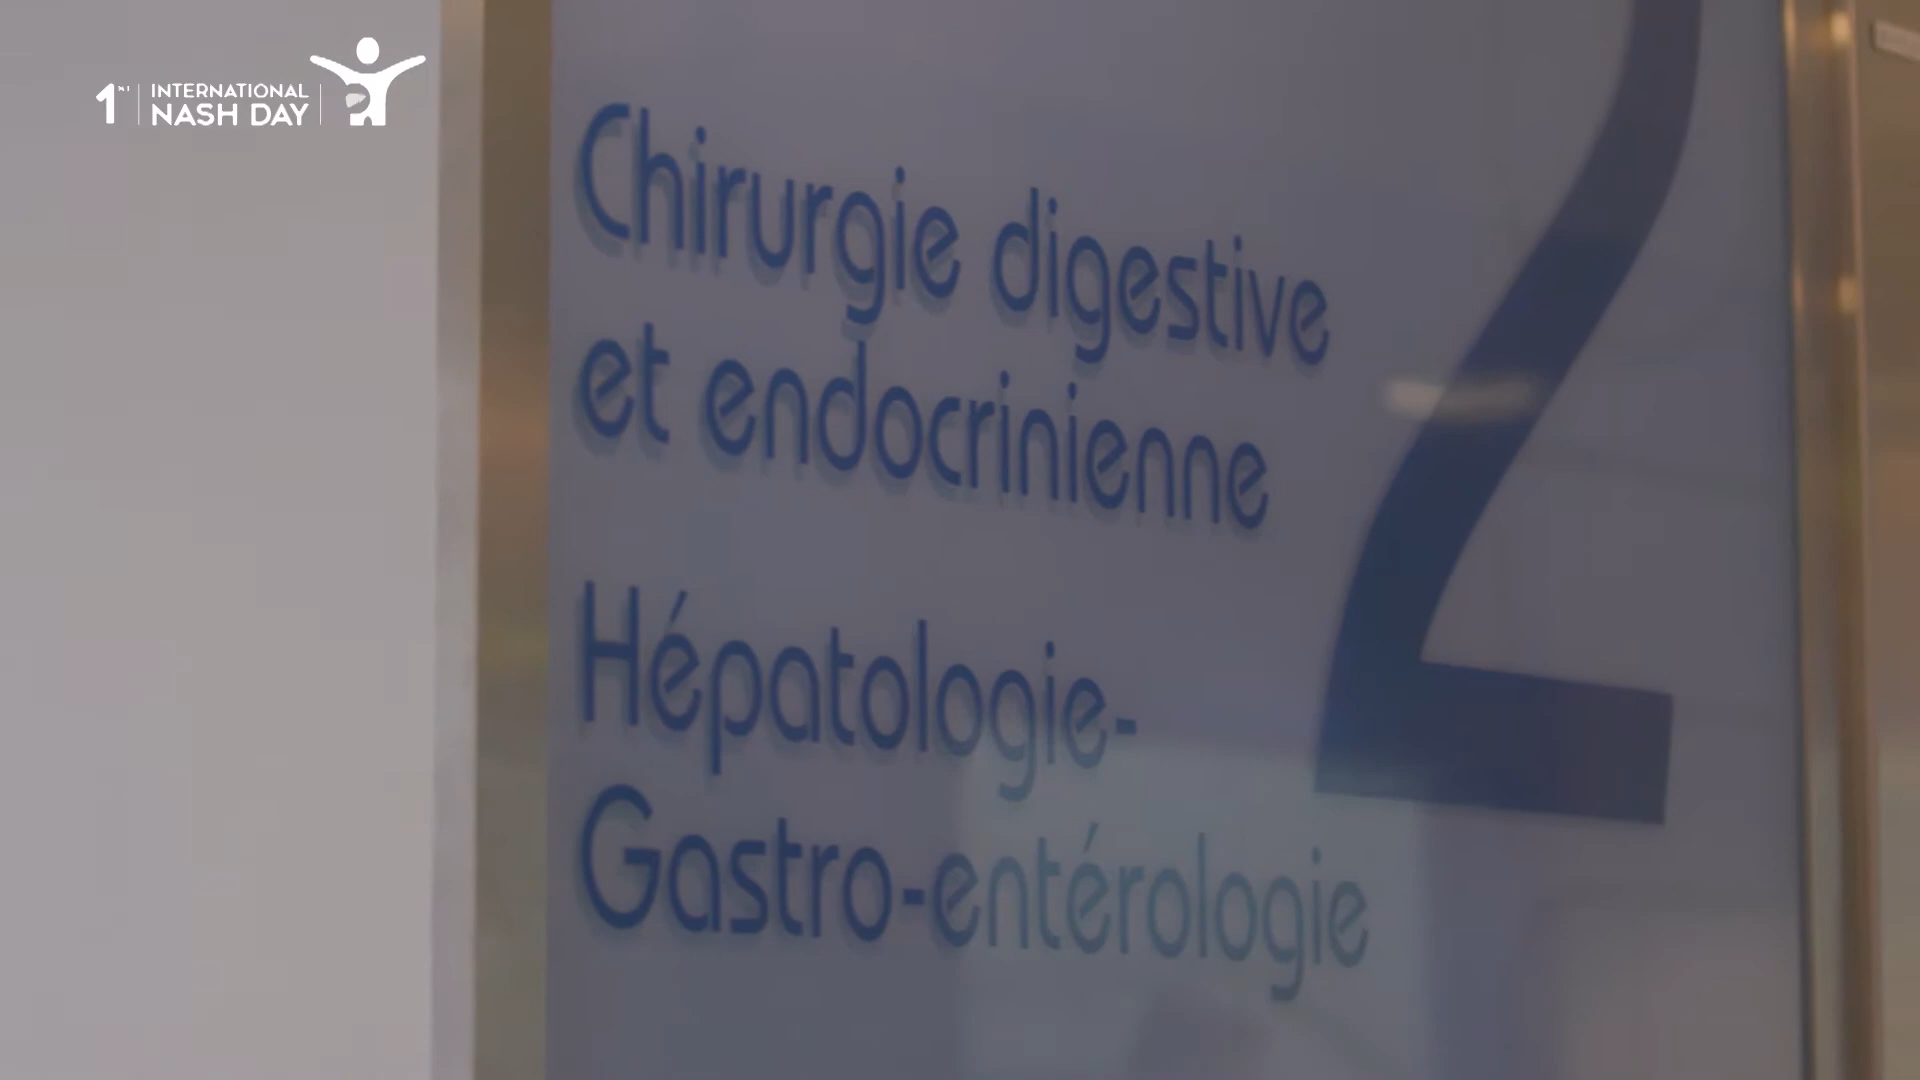 1st
INTERNATIONAL
NASH DAY
2
Chirurgie digestive
et endocrinienne
Hépatologie-
Gastro-entérologie